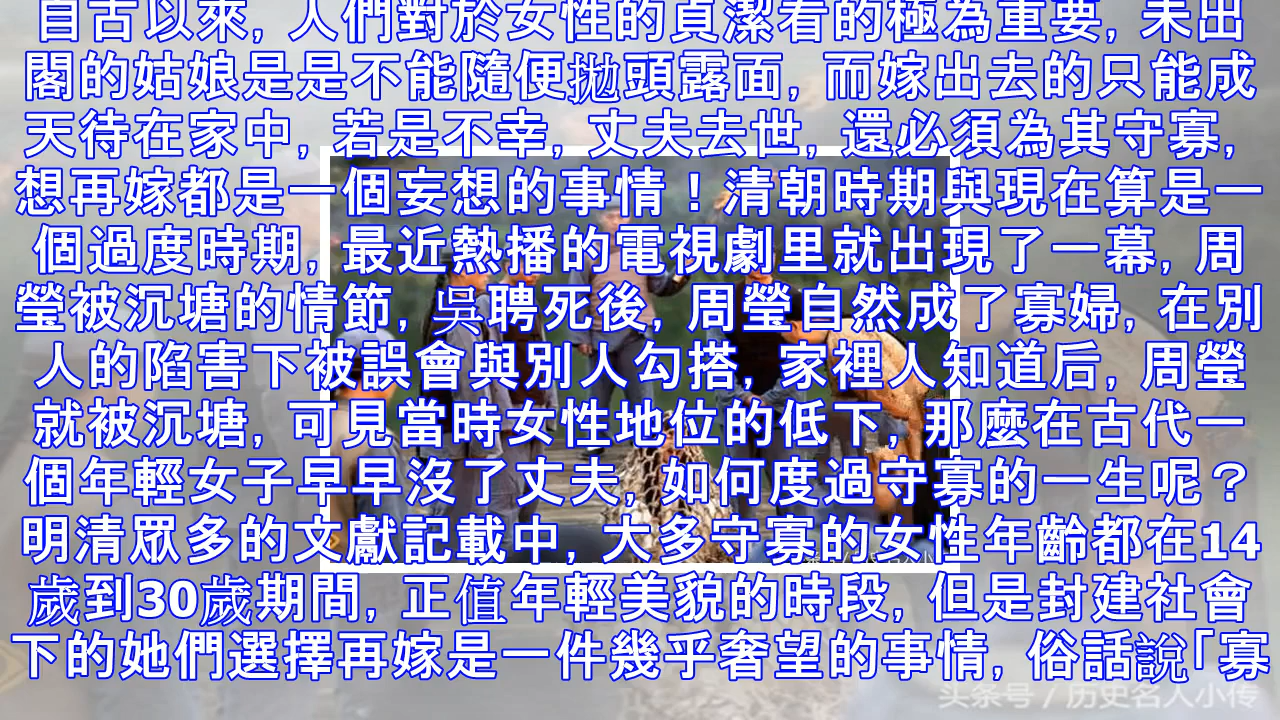 自古以來, 人們對於女性的貞潔看的極為重要, 未出
閣的姑娘是是不能隨便拋頭露面, 而嫁出去的只能成
天待在家中, 若是不幸, 丈夫去世, 還必須為其守寡,
想再嫁都是一個妄想的事情！清朝時期與現在算是一
個過度時期, 最近熱播的電視劇里就出現了一幕, 周
瑩被沉塘的情節, 吳聘死後, 周瑩自然成了寡婦, 在別
人的陷害下被誤會與別人勾搭, 家裡人知道后, 周瑩
就被沉塘, 可見當時女性地位的低下, 那麼在古代一
個年輕女子早早沒了丈夫, 如何度過守寡的一生呢？
明清眾多的文獻記載中, 大多守寡的女性年齡都在14
歲到30歲期間, 正值年輕美貌的時段, 但是封建社會
下的她們選擇再嫁是一件幾乎奢望的事情, 俗話說「寡
头条号 / 历史名人小传